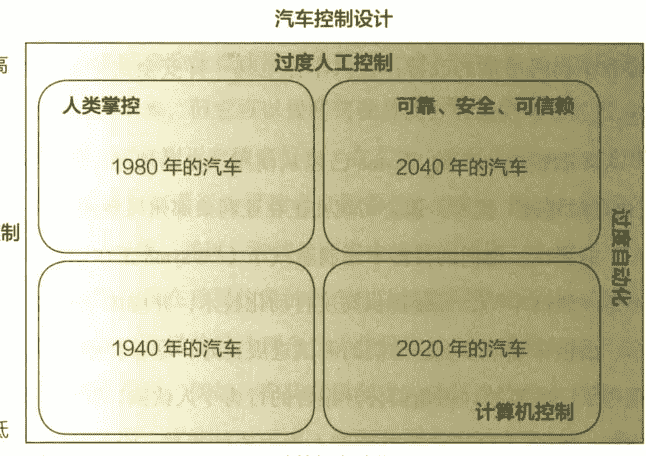 汽车控制设计
高
过度人工控制
人类掌控
可靠、安全、可信赖
1980 年的汽车
2040 年的汽车
制
过度自动化
1940 年的汽车
2020 年的汽车
计算机控制
低